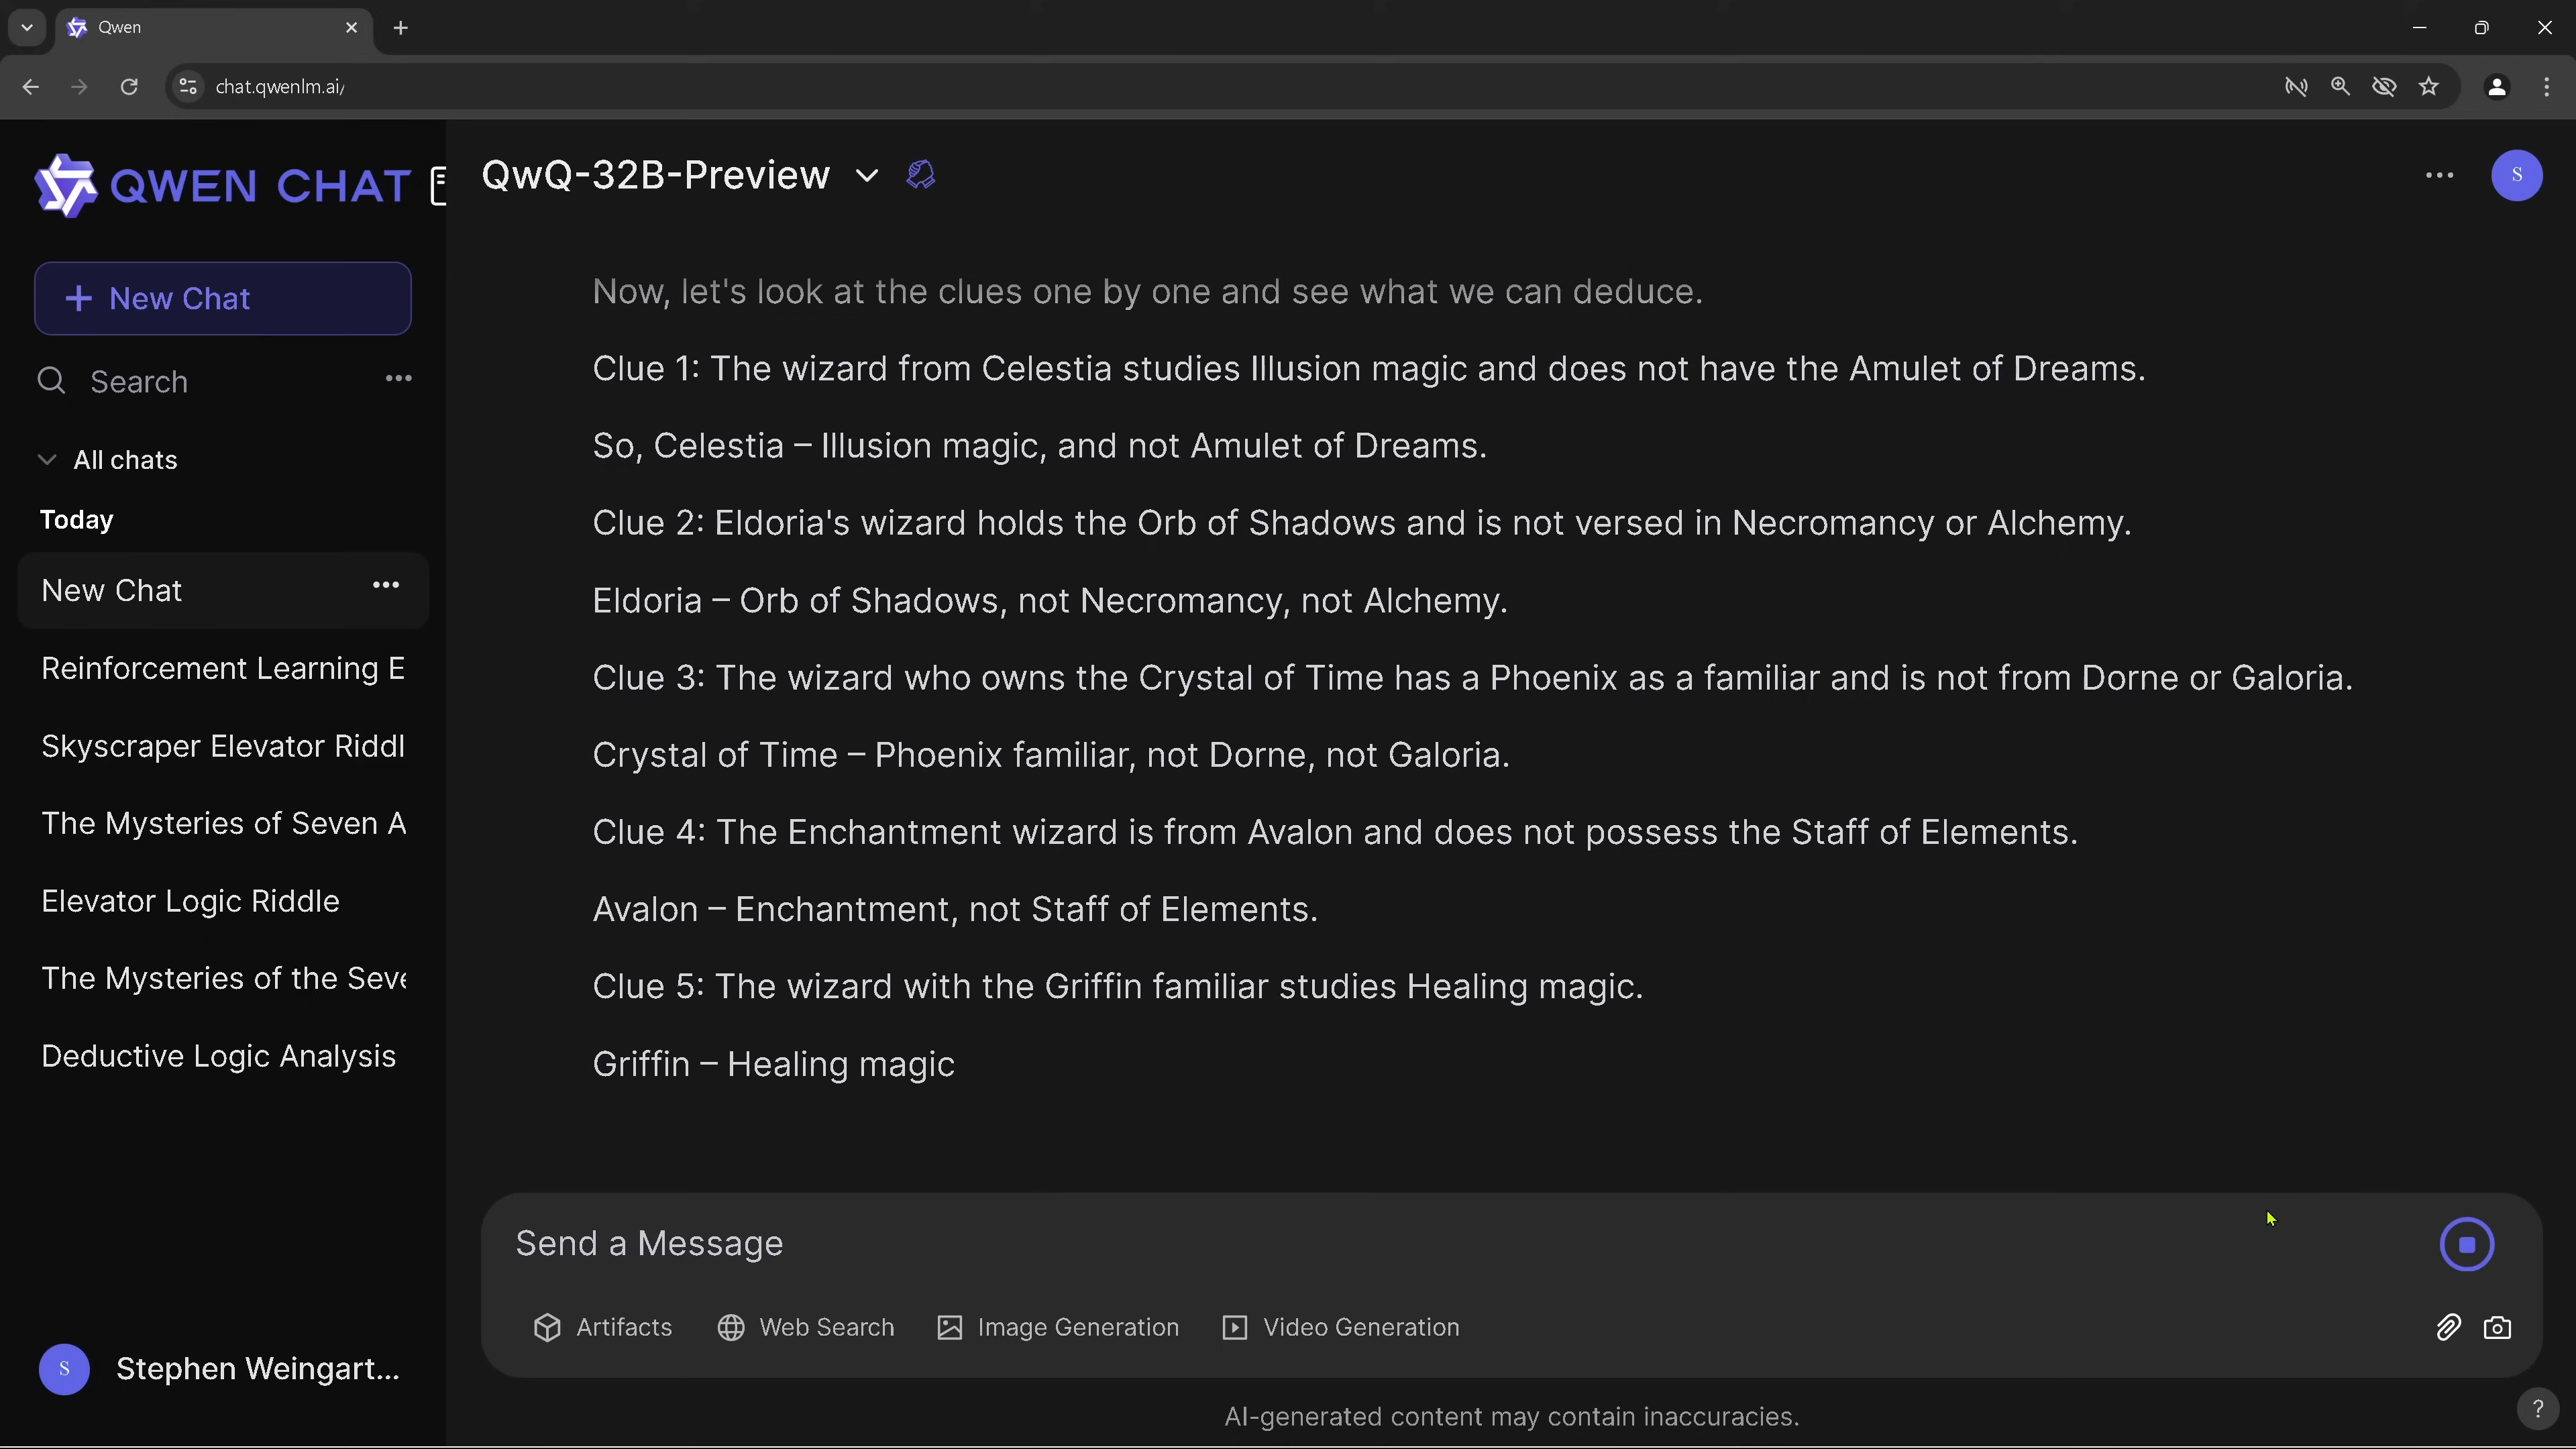 Qwen
chat.qwenlm.ai/
QWEN CHAT
New Chat
Search
All chats
Today
New Chat
Reinforcement Learning E
Skyscraper Elevator Riddl
The Mysteries of Seven A
Elevator Logic Riddle
The Mysteries of the Seve
Deductive Logic Analysis
S
Stephen Weingart...
QwQ-32B-Preview
S
Now, let's look at the clues one by one and see what we can deduce.
Clue 1: The wizard from Celestia studies Illusion magic and does not have the Amulet of Dreams.
So, Celestia – Illusion magic, and not Amulet of Dreams.
Clue 2: Eldoria's wizard holds the Orb of Shadows and is not versed in Necromancy or Alchemy.
Eldoria – Orb of Shadows, not Necromancy, not Alchemy.
Clue 3: The wizard who owns the Crystal of Time has a Phoenix as a familiar and is not from Dorne or Galoria.
Crystal of Time – Phoenix familiar, not Dorne, not Galoria.
Clue 4: The Enchantment wizard is from Avalon and does not possess the Staff of Elements.
Avalon – Enchantment, not Staff of Elements.
Clue 5: The wizard with the Griffin familiar studies Healing magic.
Griffin – Healing magic
Send a Message
Artifacts Web Search Image Generation Video Generation
AI-generated content may contain inaccuracies.
?